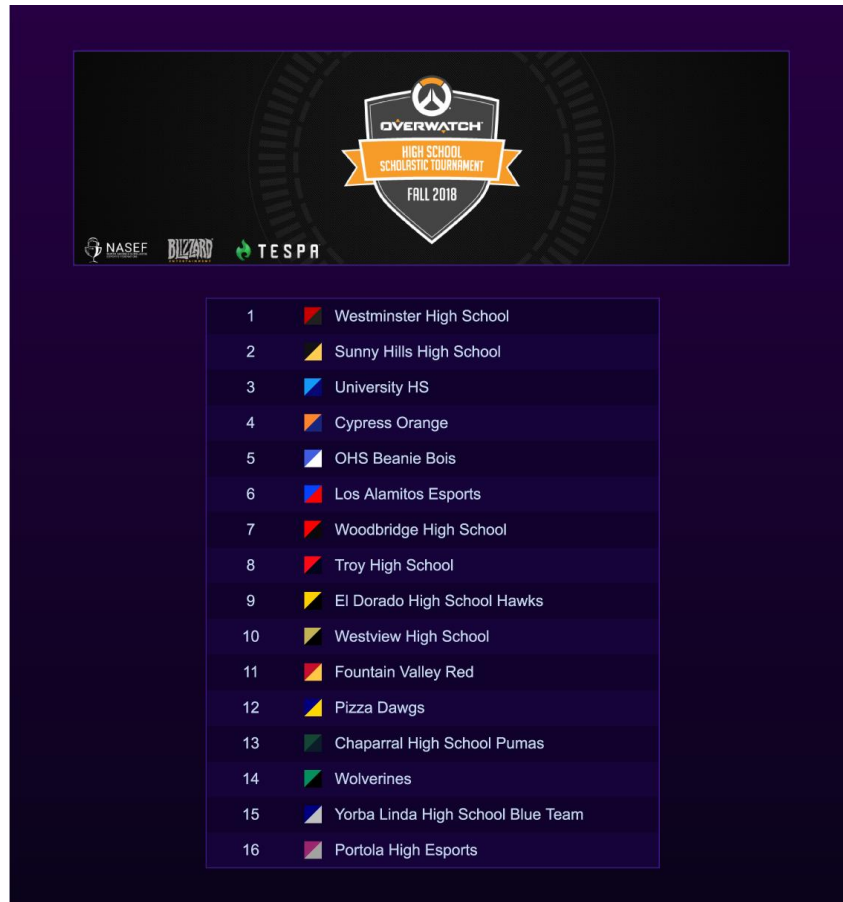 OVERWATCH
HIGH SCHOOL
SCHOLASTIC TOURNAMENT
FALL 2018
NASEF
BLIZZARD
ENTERTAINMENT
TESPA
1 Westminster High School
2 Sunny Hills High School
3 University HS
4 Cypress Orange
5 OHS Beanie Bois
6 Los Alamitos Esports
7 Woodbridge High School
8 Troy High School
9 El Dorado High School Hawks
10 Westview High School
11 Fountain Valley Red
12 Pizza Dawgs
13 Chaparral High School Pumas
14 Wolverines
15 Yorba Linda High School Blue Team
16 Portola High Esports